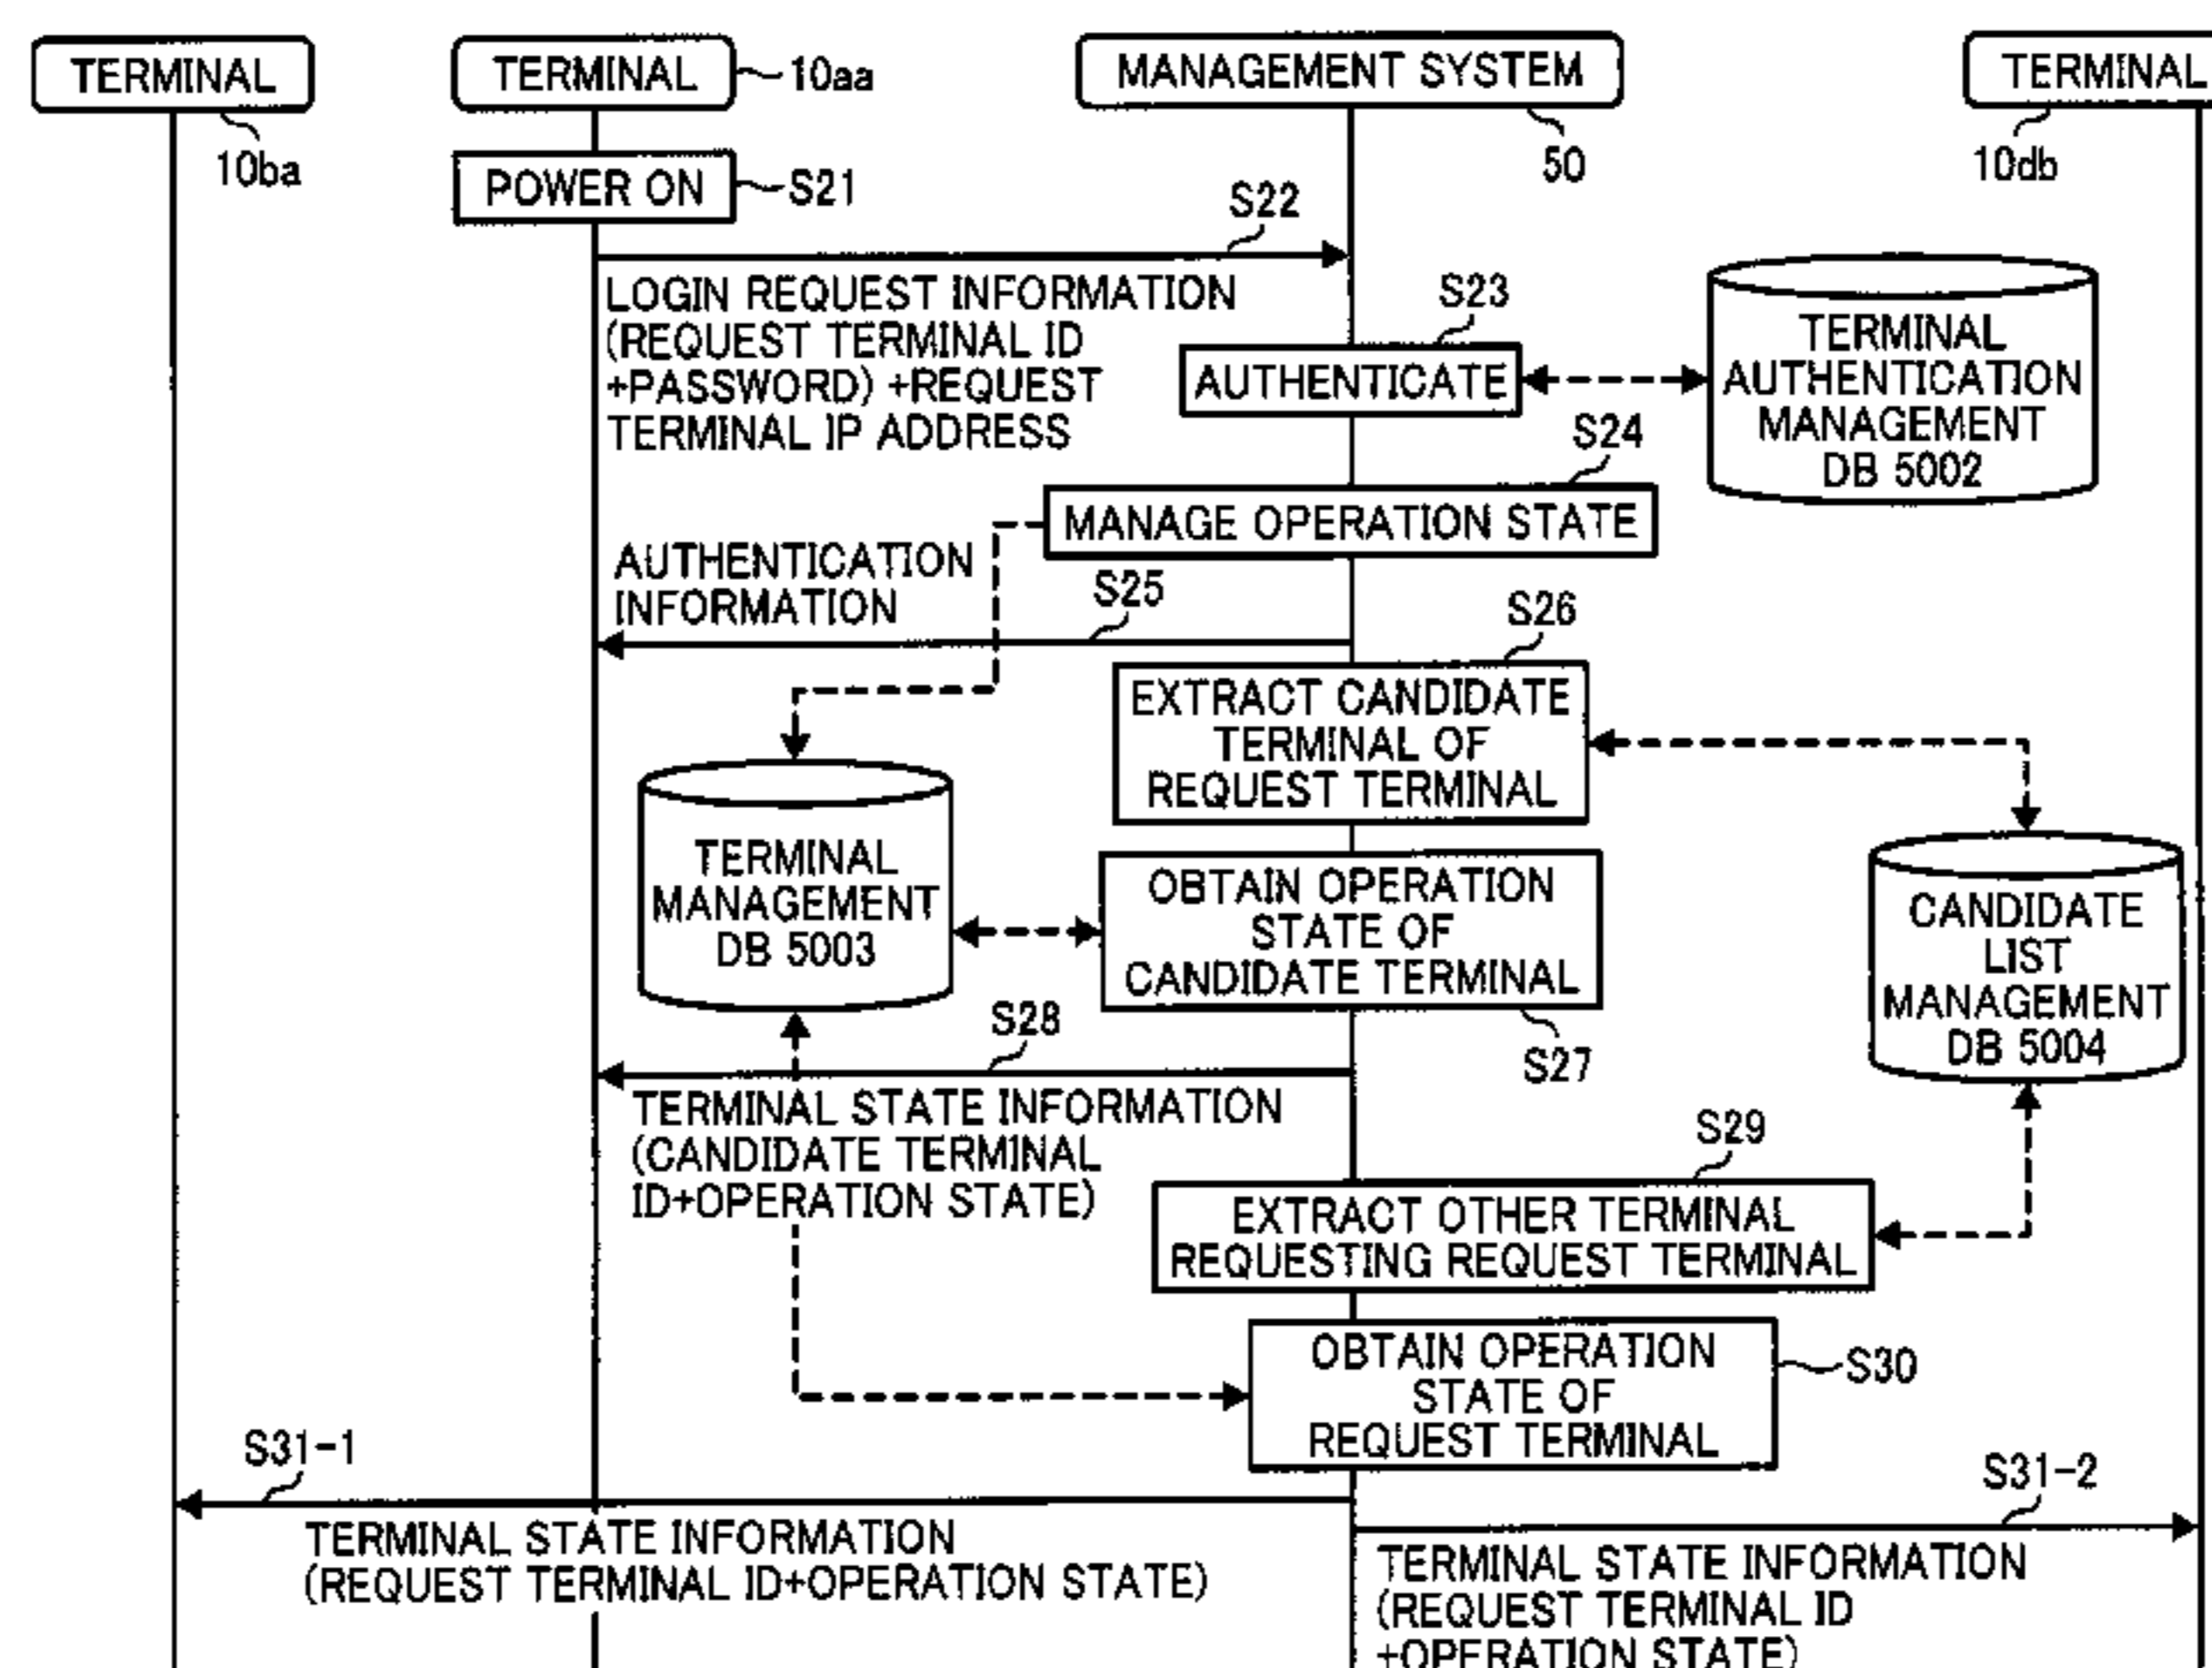 TERMINAL
TERMINAL
10aa
MANAGEMENT SYSTEM
TERMINAL
10ba
50
10db
POWER ON
S21
S22
LOGIN REQUEST INFORMATION
(REQUEST TERMINAL ID
+PASSWORD) +REQUEST
TERMINAL IP ADDRESS
S23
AUTHENTICATE
TERMINAL
AUTHENTICATION
MANAGEMENT
DB 5002
S24
MANAGE OPERATION STATE
AUTHENTICATION
INFORMATION
S25
S26
EXTRACT CANDIDATE
TERMINAL OF
REQUEST TERMINAL
TERMINAL
MANAGEMENT
DB 5003
OBTAIN OPERATION
STATE OF
CANDIDATE TERMINAL
S27
CANDIDATE
LIST
MANAGEMENT
DB 5004
S28
TERMINAL STATE INFORMATION
(CANDIDATE TERMINAL
ID+OPERATION STATE)
S29
EXTRACT OTHER TERMINAL
REQUESTING REQUEST TERMINAL
OBTAIN OPERATION
STATE OF
REQUEST TERMINAL
S30
S31-1
TERMINAL STATE INFORMATION
(REQUEST TERMINAL ID+OPERATION STATE)
S31-2
TERMINAL STATE INFORMATION
(REQUEST TERMINAL ID
+OPERATION STATE)